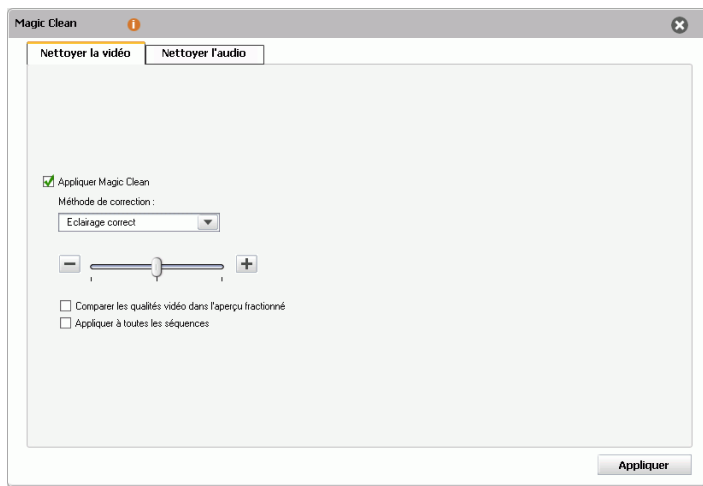 Magic Clean
Nettoyer la vidéo Nettoyer l'audio
Appliquer Magic Clean
Méthode de correction :
Eclairage correct
Comparer les qualités vidéo dans l'aperçu fractionné
Appliquer à toutes les séquences
Appliquer